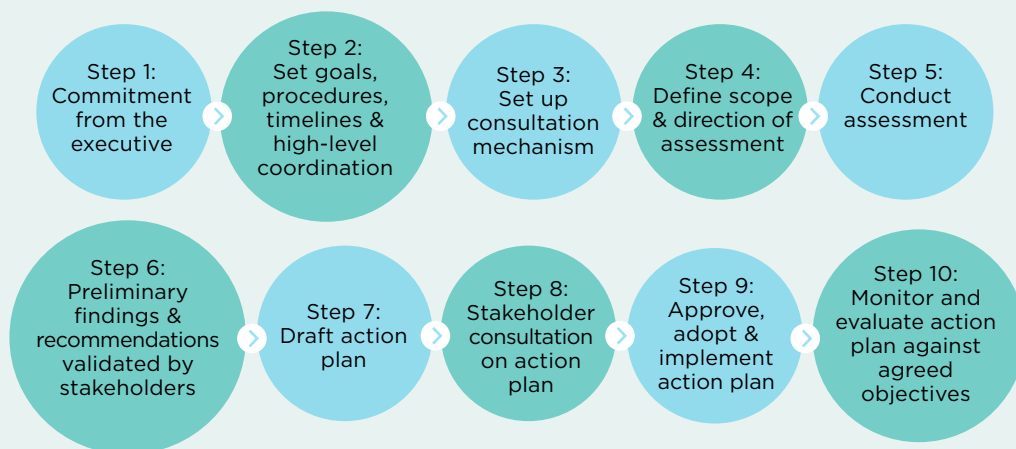 Step 1:
Commitment
from the
executive
Step 2:
Set goals,
procedures,
timelines &
high-level
coordination
Step 3:
Set up
consultation
mechanism
Step 4:
Define scope
& direction of
assessment
Step 5:
Conduct
assessment
Step 6:
Preliminary
findings &
recommendations
validated by
stakeholders
Step 7:
Draft action
plan
Step 8:
Stakeholder
consultation
on action
plan
Step 9:
Approve,
adopt &
implement
action plan
Step 10:
Monitor and
evaluate action
plan against
agreed
objectives